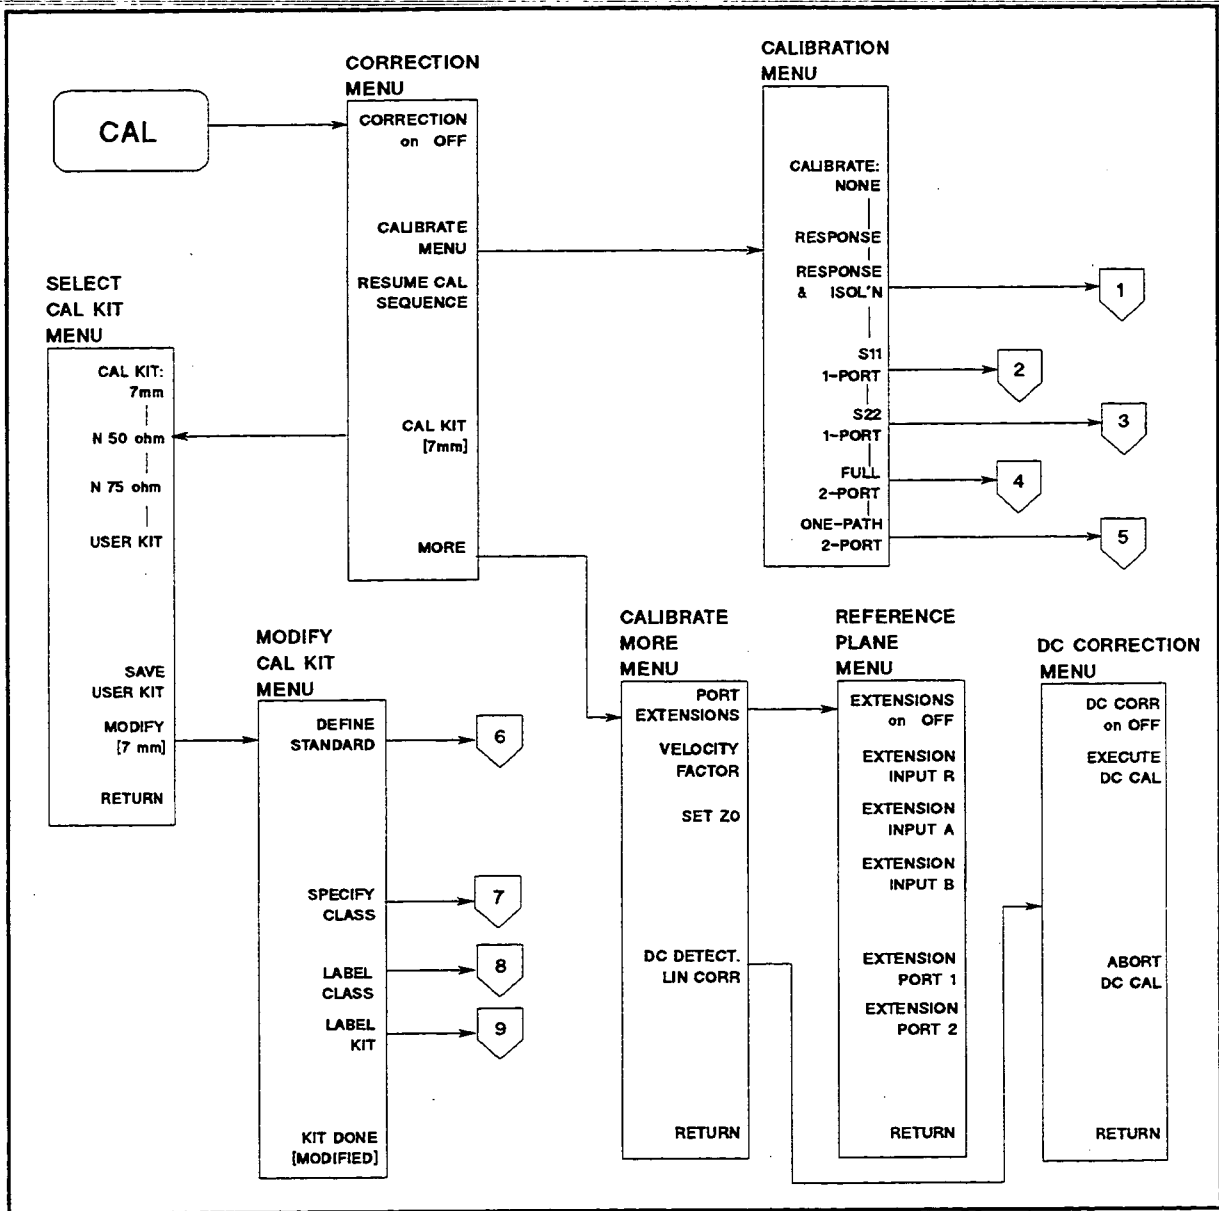 CAL
CORRECTION
MENU
CORRECTION
on OFF
CALIBRATE
MENU
RESUME CAL
SEQUENCE
CAL KIT
[7mm]
MORE
CALIBRATION
MENU
CALIBRATE:
NONE
RESPONSE
RESPONSE
& ISOL'N
1
S11
1-PORT
2
S22
1-PORT
3
FULL
2-PORT
4
ONE-PATH
2-PORT
5
SELECT
CAL KIT
MENU
CAL KIT:
7mm
N 50 ohm
N 75 ohm
USER KIT
SAVE
USER KIT
MODIFY
[7 mm]
RETURN
MODIFY
CAL KIT
MENU
DEFINE
STANDARD
6
SPECIFY
CLASS
7
LABEL
CLASS
8
LABEL
KIT
9
KIT DONE
[MODIFIED]
CALIBRATE
MORE
MENU
PORT
EXTENSIONS
VELOCITY
FACTOR
SET ZO
DC DETECT.
LIN CORR
RETURN
REFERENCE
PLANE
MENU
EXTENSIONS
on OFF
EXTENSION
INPUT R
EXTENSION
INPUT A
EXTENSION
INPUT B
EXTENSION
PORT 1
EXTENSION
PORT 2
RETURN
DC CORRECTION
MENU
DC CORR
on OFF
EXECUTE
DC CAL
ABORT
DC CAL
RETURN